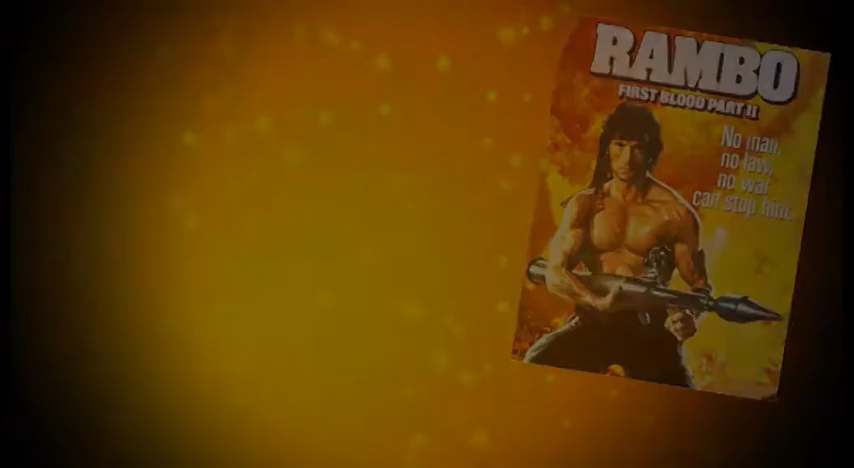 RAMBO
FIRST BLOOD PART II
No man,
no law,
no war
can stop him.